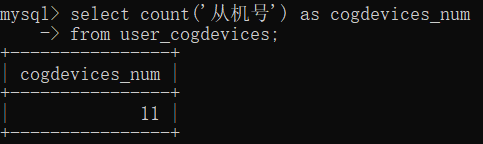 mysql> select count('从机号') as cogdevices_num
    -> from user_cogdevices;
+----------------+
| cogdevices_num |
+----------------+
|             11 |
+----------------+